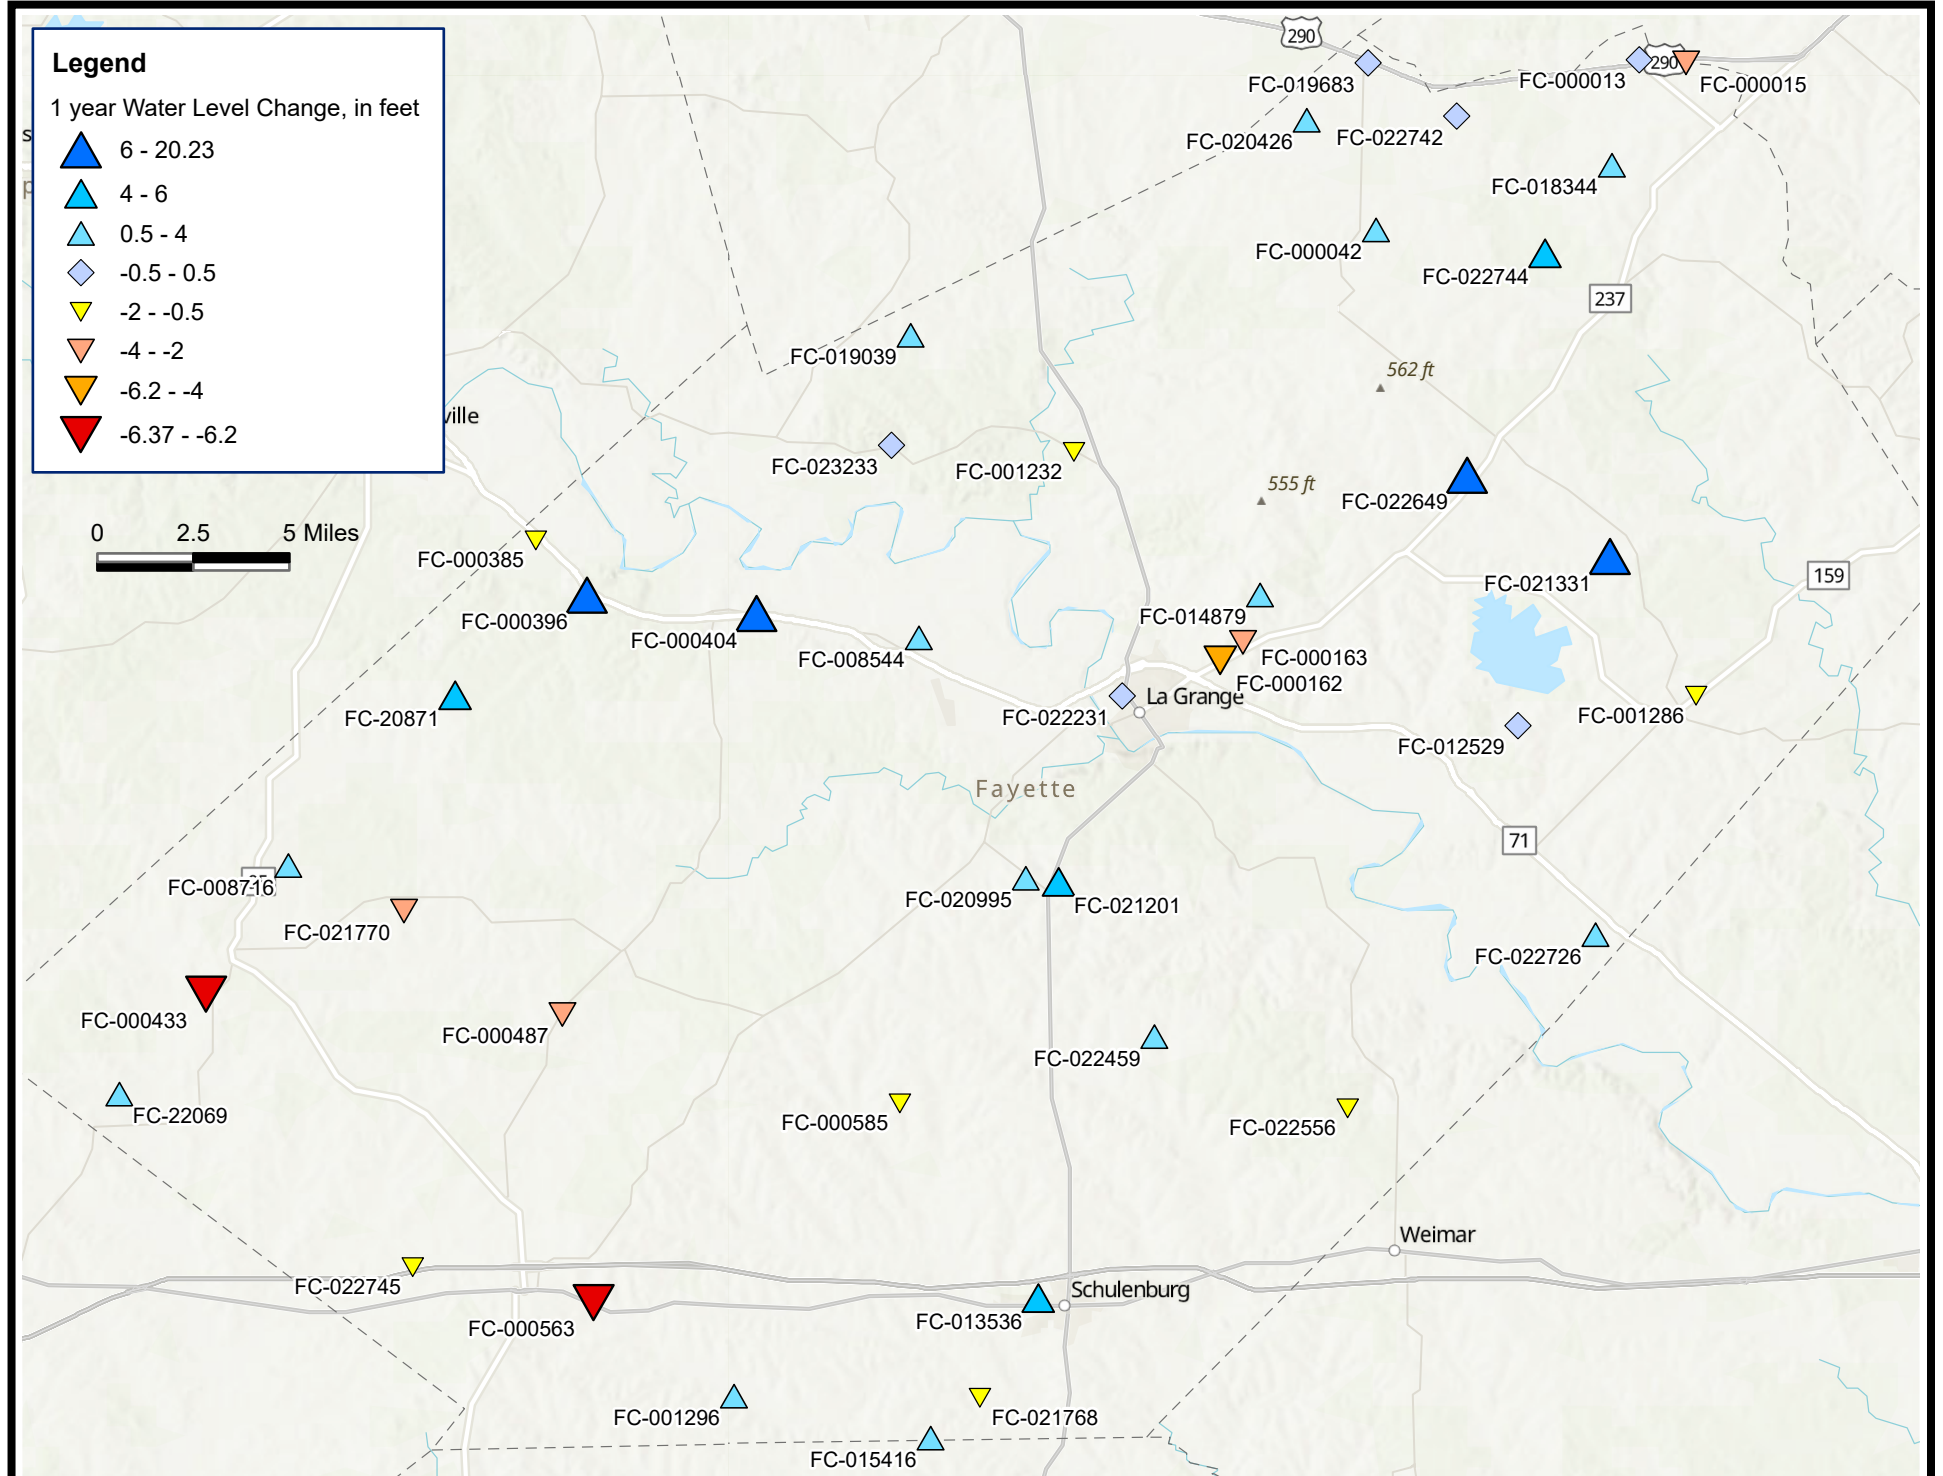 Legend
1 year Water Level Change, in feet
6 - 20.23
4 - 6
0.5 - 4
-0.5 - 0.5
-2 - -0.5
-4 - -2
-6.2 - -4
-6.37 - -6.2
0 2.5 5 Miles
290
290
FC-019683
FC-000013
FC-000015
FC-020426
FC-022742
FC-018344
FC-000042
FC-022744
237
FC-019039
562 ft
ville
FC-023233
FC-001232
555 ft
FC-022649
FC-000385
FC-021331
159
FC-000396
FC-000404
FC-014879
FC-008544
FC-000163
FC-000162
La Grange
FC-20871
FC-022231
FC-001286
FC-012529
Fayette
71
FC-008716
FC-020995
FC-021201
FC-021770
FC-022726
FC-000433
FC-000487
FC-022459
FC-22069
FC-000585
FC-022556
Weimar
FC-022745
Schulenburg
FC-000563
FC-013536
FC-001296
FC-021768
FC-015416